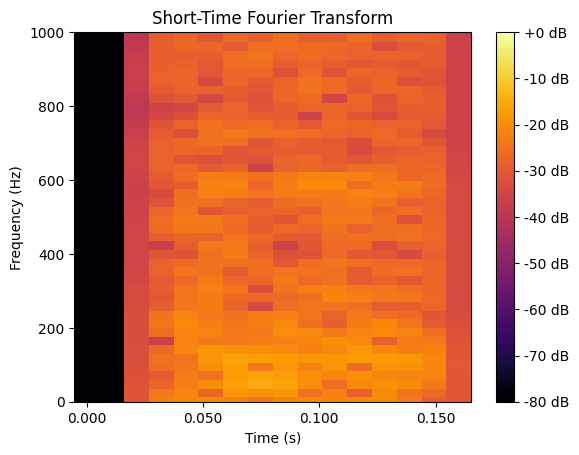 Short-Time Fourier Transform
Frequency (Hz)
1000
800
600
400
200
0
0.000
0.050
0.100
0.150
Time (s)
+0 dB
-10 dB
-20 dB
-30 dB
-40 dB
-50 dB
-60 dB
-70 dB
-80 dB